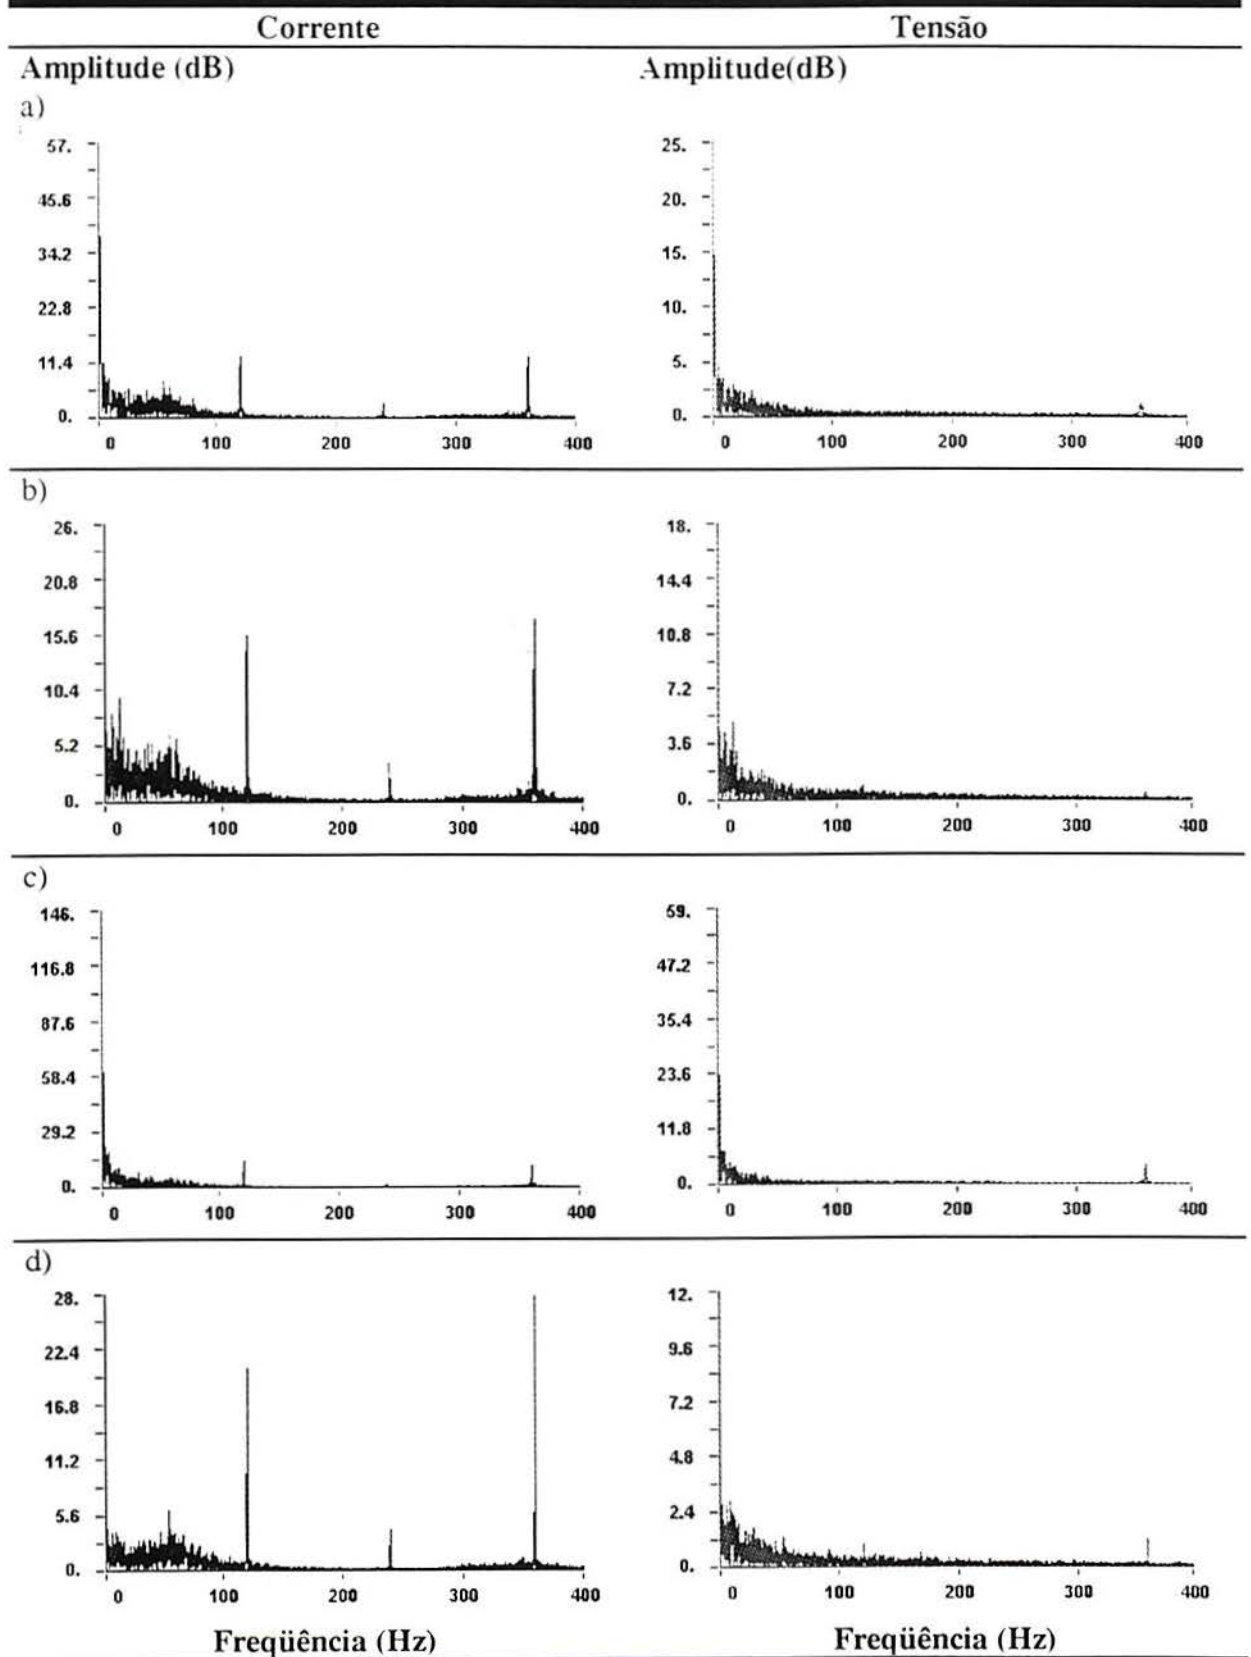 Corrente Tensão
Amplitude (dB) Amplitude(dB)
a)
57. 25.
45.6 20.
34.2 15.
22.8 10.
11.4 5.
0. 0.
0 100 200 300 400 0 100 200 300 400
b)
26. 18.
20.8 14.4
15.6 10.8
10.4 7.2
5.2 3.6
0. 0.
0 100 200 300 400 0 100 200 300 400
c)
146. 59.
116.8 47.2
87.6 35.4
58.4 23.6
29.2 11.8
0. 0.
0 100 200 300 400 0 100 200 300 400
d)
28. 12.
22.4 9.6
16.8 7.2
11.2 4.8
5.6 2.4
0. 0.
0 100 200 300 400 0 100 200 300 400
Freqüência (Hz) Freqüência (Hz)